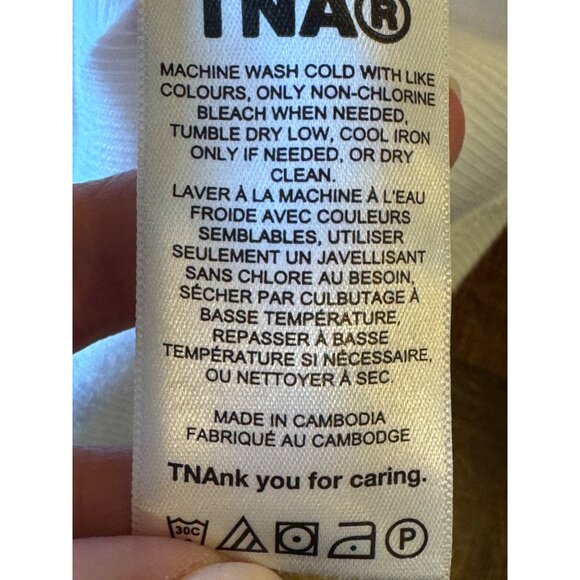 TNA®
MACHINE WASH COLD WITH LIKE
COLOURS, ONLY NON-CHLORINE
BLEACH WHEN NEEDED,
TUMBLE DRY LOW, COOL IRON
ONLY IF NEEDED, OR DRY
CLEAN.
LAVER À LA MACHINE À L'EAU
FROIDE AVEC COULEURS
SEMBLABLES, UTILISER
SEULEMENT UN JAVELLISANT
SANS CHLORE AU BESOIN,
SÉCHER PAR CULBUTAGE À
BASSE TEMPÉRATURE,
REPASSER À BASSE
TEMPÉRATURE SI NÉCESSAIRE,
OU NETTOYER À SEC.
MADE IN CAMBODIA
FABRIQUÉ AU CAMBODGE
TNAnk you for caring.
30C P